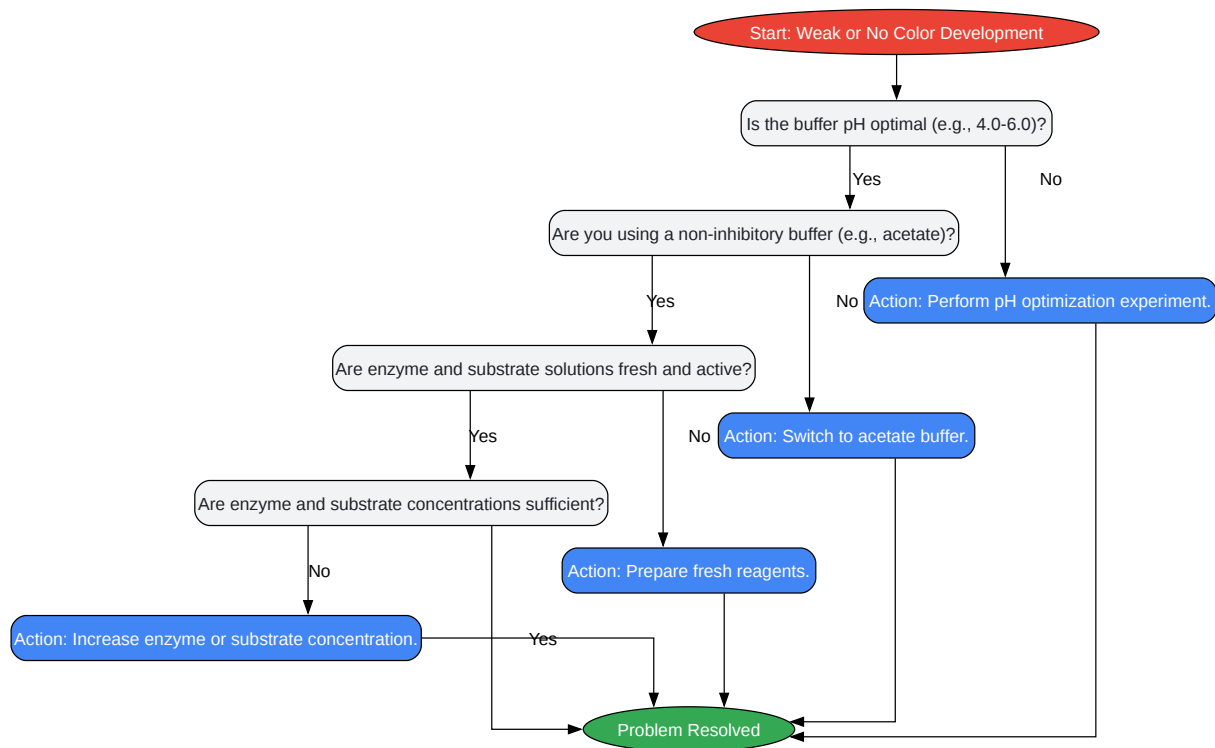 Start: Weak or No Color Development
Is the buffer pH optimal (e.g., 4.0-6.0)?
Yes
No
Are you using a non-inhibitory buffer (e.g., acetate)?
Yes
No
Action: Perform pH optimization experiment.
Are enzyme and substrate solutions fresh and active?
Yes
No
Action: Switch to acetate buffer.
Are enzyme and substrate concentrations sufficient?
No
Action: Prepare fresh reagents.
Action: Increase enzyme or substrate concentration.
Yes
Problem Resolved